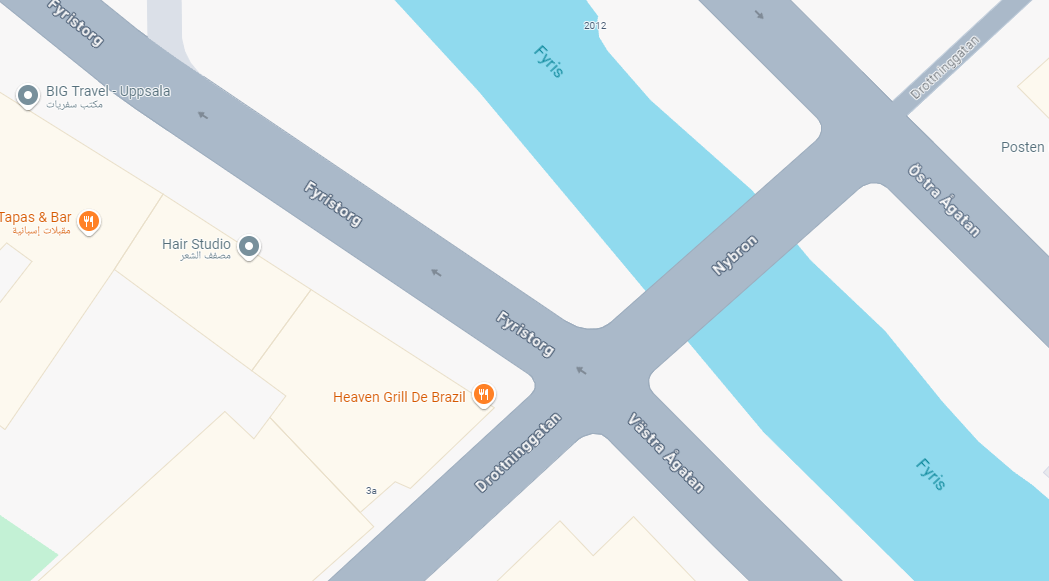 Fyristorg
2012
Fyris
Drottninggatan
BIG Travel - Uppsala
مكتب سفريات
Posten
Fyristorg
Östra Ågatan
Tapas & Bar
مقبلات إسبانية
Hair Studio
مصفف الشعر
Nybron
Fyristorg
Heaven Grill De Brazil
Drottninggatan
Västra Ågatan
Fyris
3a